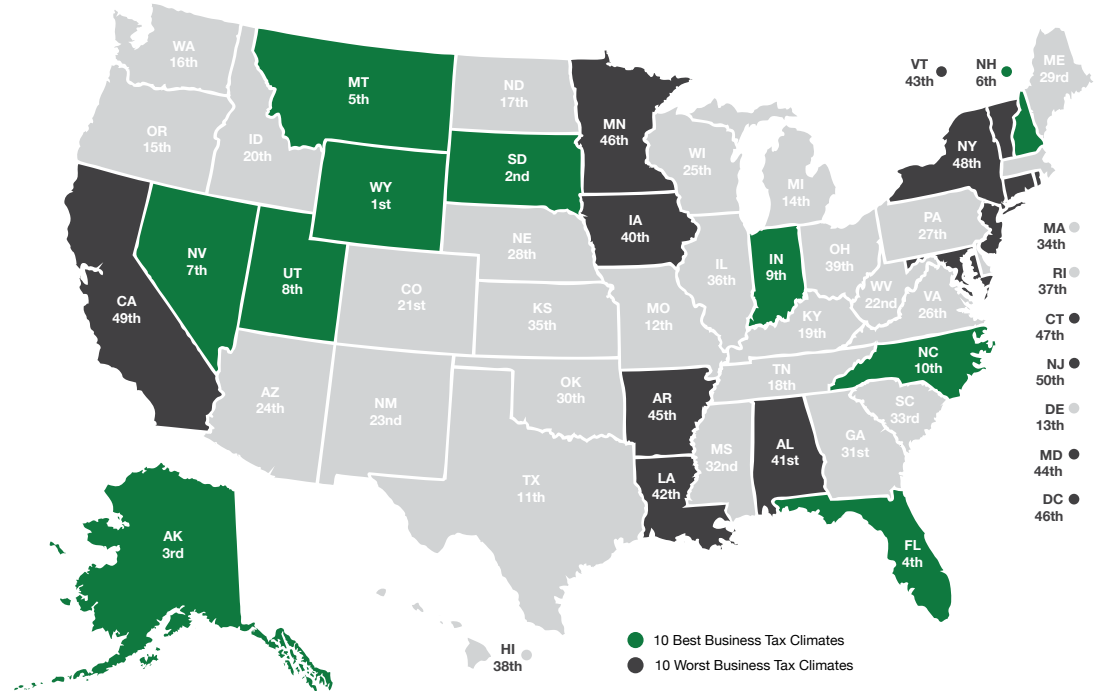 WA
16th
MT
5th
ND
17th
MN
46th
VT
43th
NH
6th
ME
29rd
OR
15th
ID
20th
SD
2nd
WI
25th
NY
48th
WY
1st
MI
14th
IA
40th
PA
27th
NE
28th
NV
7th
UT
8th
IL
36th
IN
9th
OH
39th
MA
34th
CA
49th
CO
21st
WV
22nd
VA
26th
RI
37th
KS
35th
MO
12th
KY
19th
CT
47th
NC
10th
NJ
50th
TN
18th
AZ
24th
NM
23nd
OK
30th
AR
45th
SC
33rd
DE
13th
MS
32nd
AL
41st
GA
31st
MD
44th
TX
11th
LA
42th
DC
46th
AK
3rd
FL
4th
HI
38th
10 Best Business Tax Climates
10 Worst Business Tax Climates